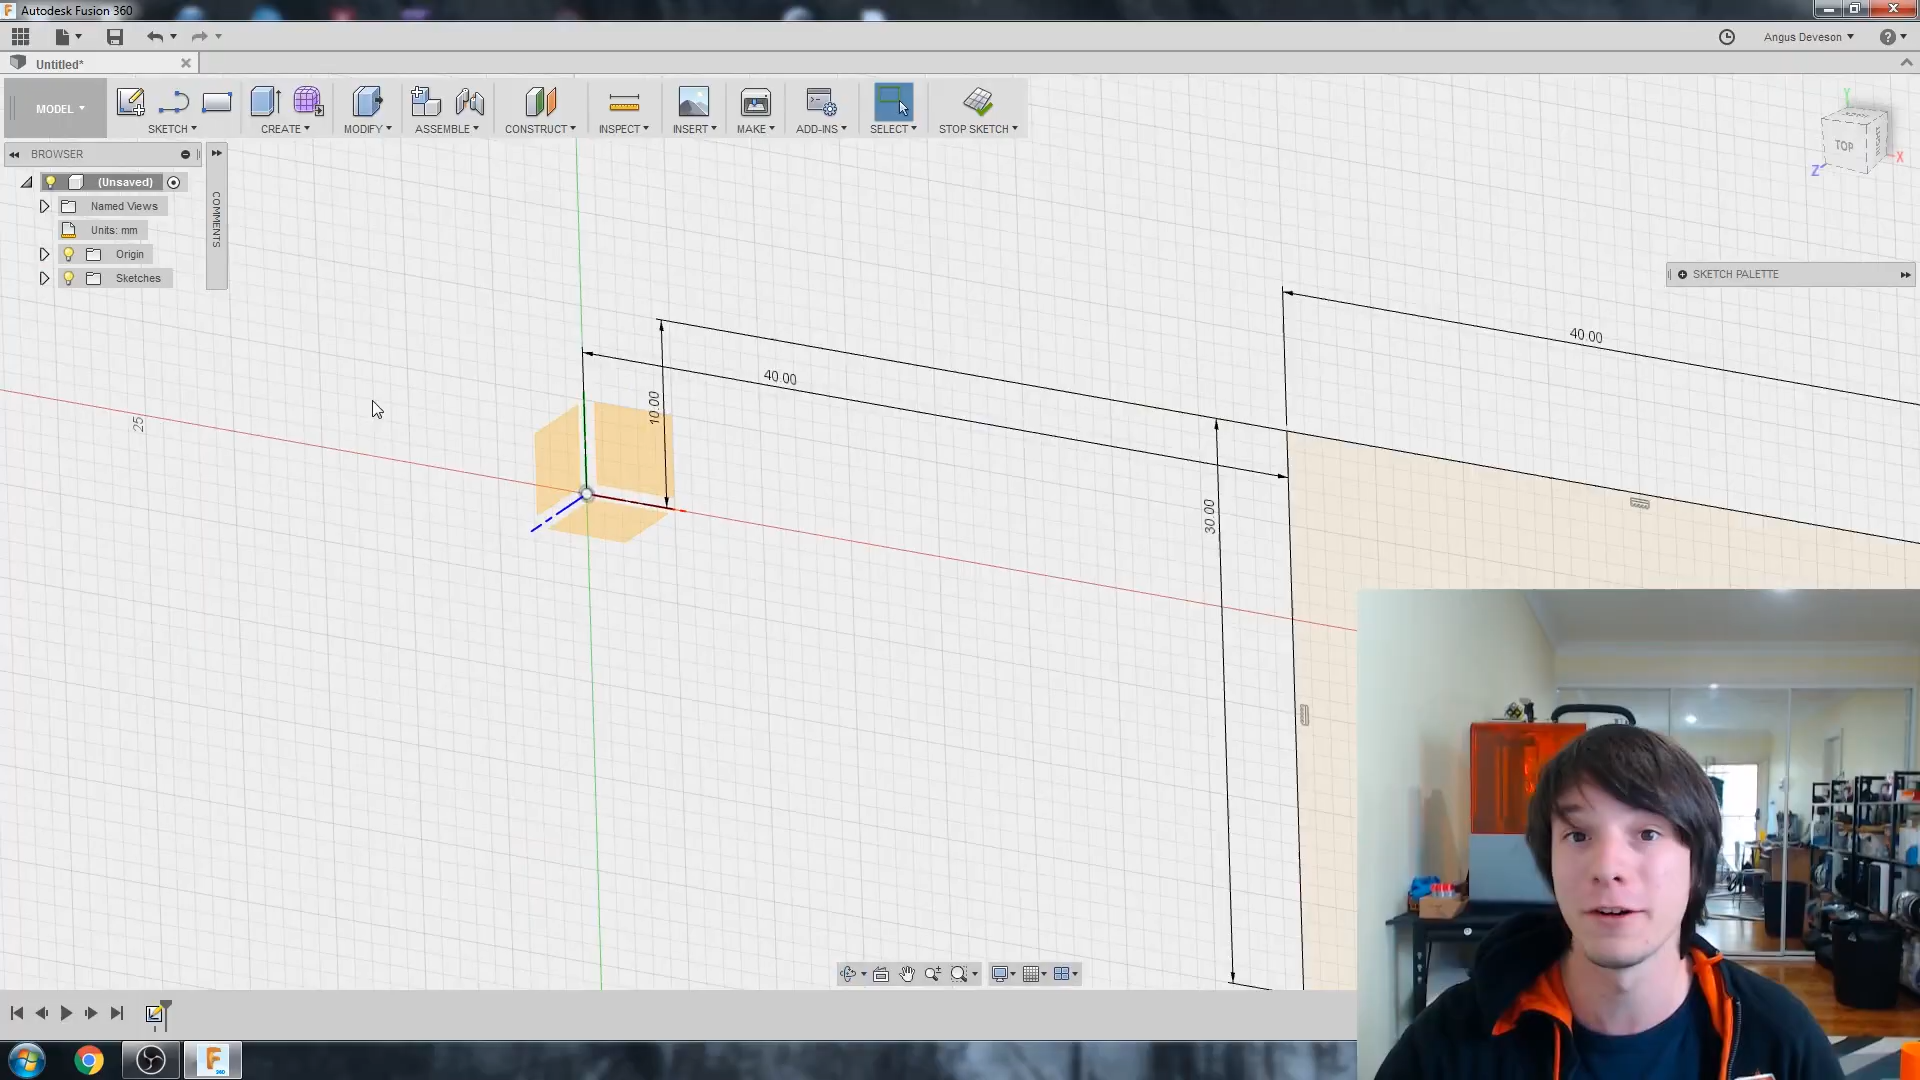 Autodesk Fusion 360
Angus Deveson
Untitled*
MODEL
SKETCH
CREATE
MODIFY
ASSEMBLE
CONSTRUCT
INSPECT
INSERT
MAKE
ADD-INS
SELECT
STOP SKETCH
BROWSER
(Unsaved)
Named Views
Units: mm
Origin
Sketches
COMMENTS
Y
TOP
X
Z
SKETCH PALETTE
40.00
40.00
10.00
25
30.00
360